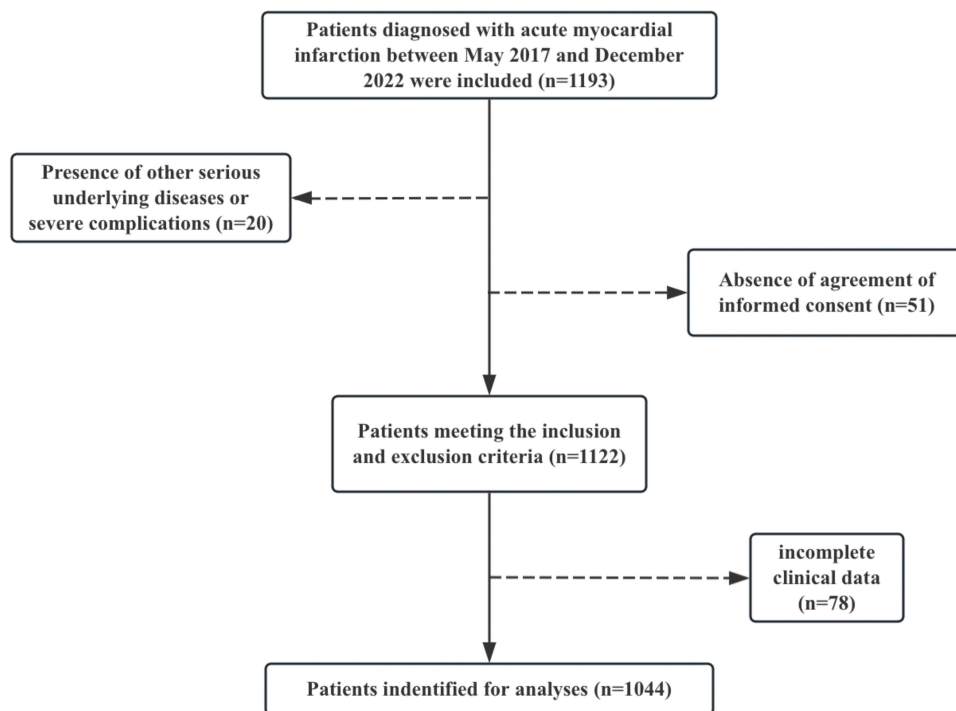 Patients diagnosed with acute myocardial
infarction between May 2017 and December
2022 were included (n=1193)
Presence of other serious
underlying diseases or
severe complications (n=20)
Absence of agreement of
informed consent (n=51)
Patients meeting the inclusion
and exclusion criteria (n=1122)
incomplete
clinical data
(n=78)
Patients indentified for analyses (n=1044)